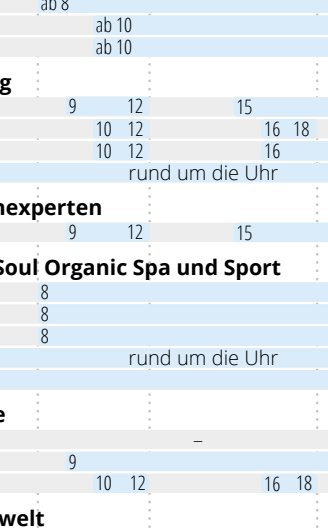 ab 8
ab 10
ab 10
g
9 12 15
10 12 16 18
10 12 16
rund um die Uhr
nexperten
9 12 15
Soul Organic Spa und Sport
8
8
8
rund um die Uhr
e
–
9
10 12 16 18
welt